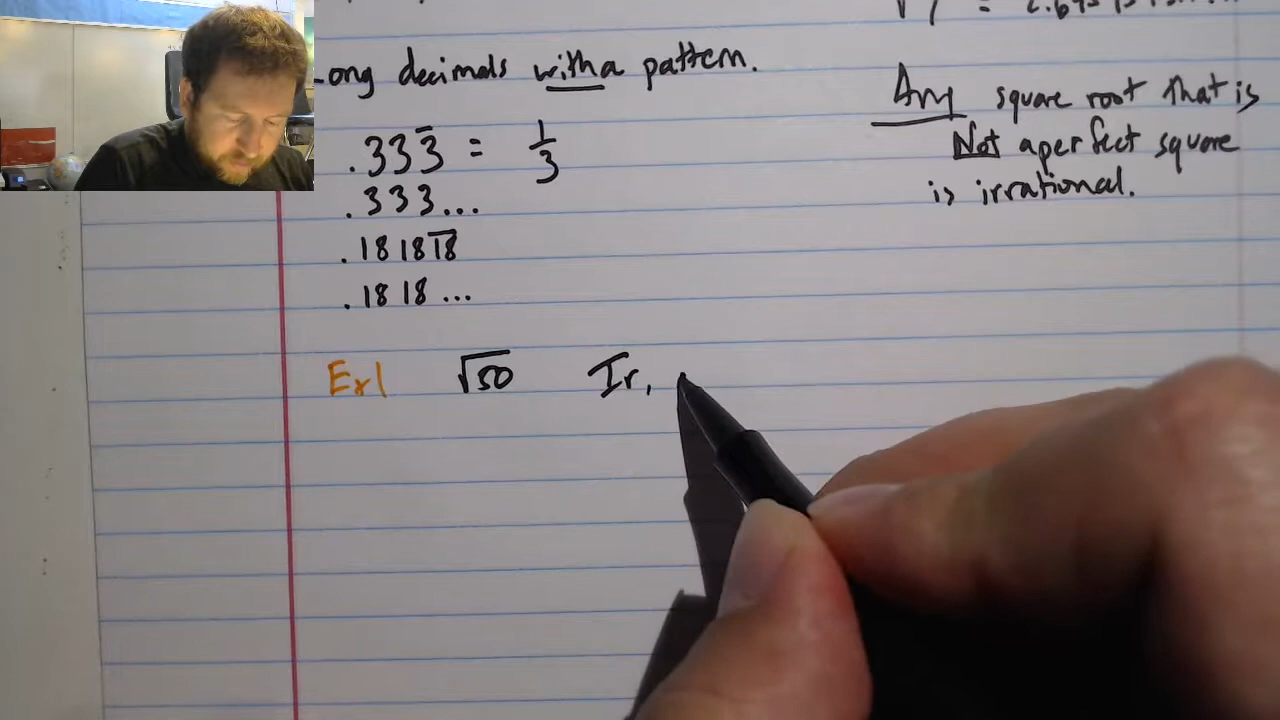 Long decimals with a pattern.
.333̅ = 1/3
.333...
.18181̅8̅
.1818...
Any square root that is
Not a perfect square
is irrational.
Ex1 √50 Ir,